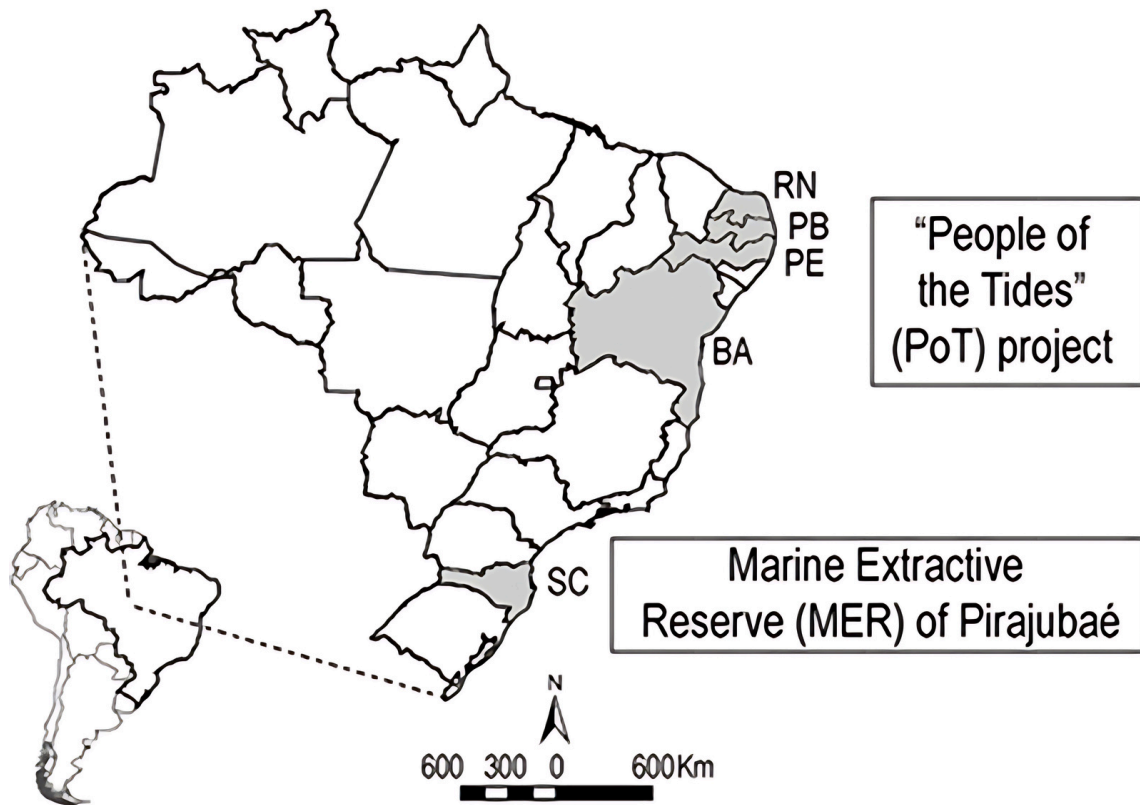 RN
PB
PE
BA
SC
“People of
the Tides”
(PoT) project
Marine Extractive
Reserve (MER) of Pirajubaé
N
600 300 0 600Km